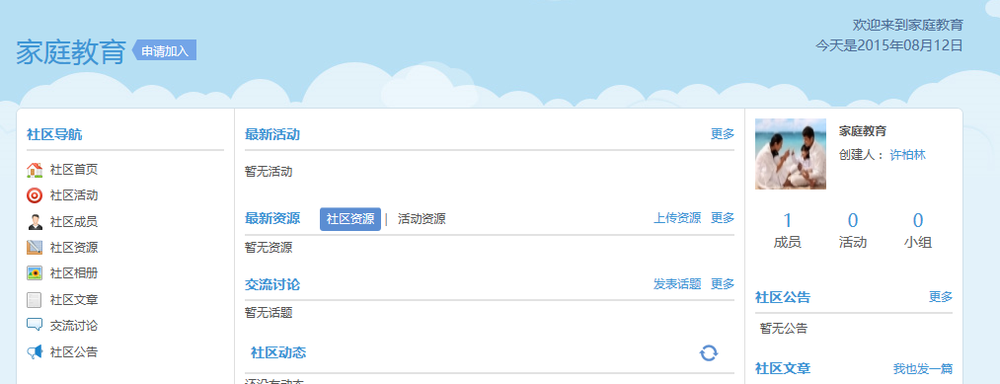 家庭教育 申请加入
欢迎来到家庭教育
今天是2015年08月12日
社区导航
社区首页
社区活动
社区成员
社区资源
社区相册
社区文章
交流讨论
社区公告
最新活动 更多
暂无活动
最新资源 社区资源 | 活动资源 上传资源 更多
暂无资源
交流讨论 发表话题 更多
暂无话题
社区动态
还没有动态
家庭教育
创建人： 许柏林
1 0 0
成员 活动 小组
社区公告 更多
暂无公告
社区文章 我也发一篇